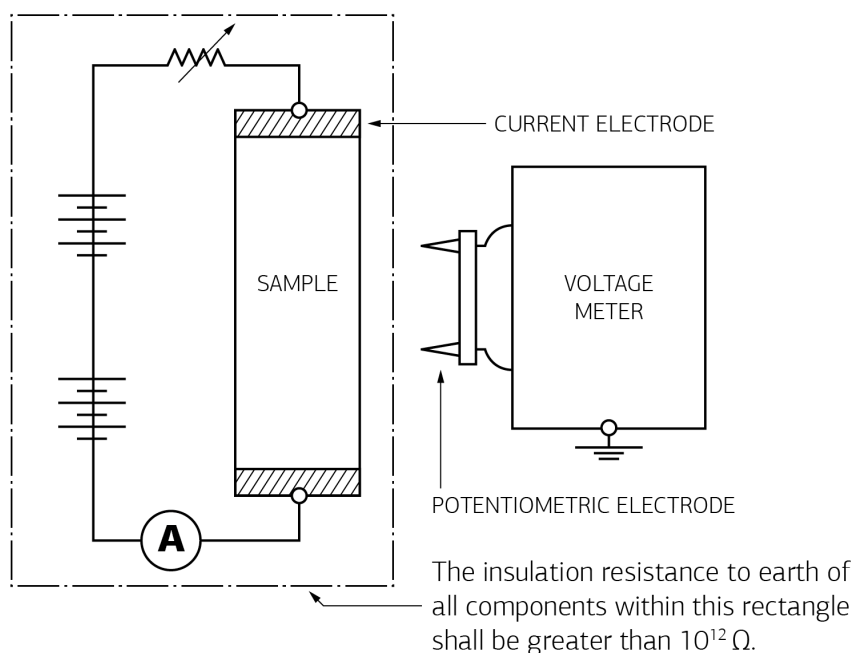 CURRENT ELECTRODE
SAMPLE
VOLTAGE
METER
POTENTIOMETRIC ELECTRODE
A
The insulation resistance to earth of
all components within this rectangle
shall be greater than 10¹² Ω.